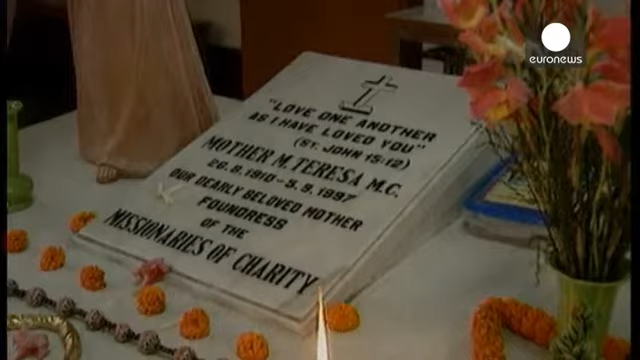 euronews
"LOVE ONE ANOTHER
AS I HAVE LOVED YOU"
(ST. JOHN 15:12)
MOTHER M. TERESA M.C.
26.8.1910-5.9.1997
OUR DEARLY BELOVED MOTHER
FOUNDRESS
OF THE
MISSIONARIES OF CHARITY